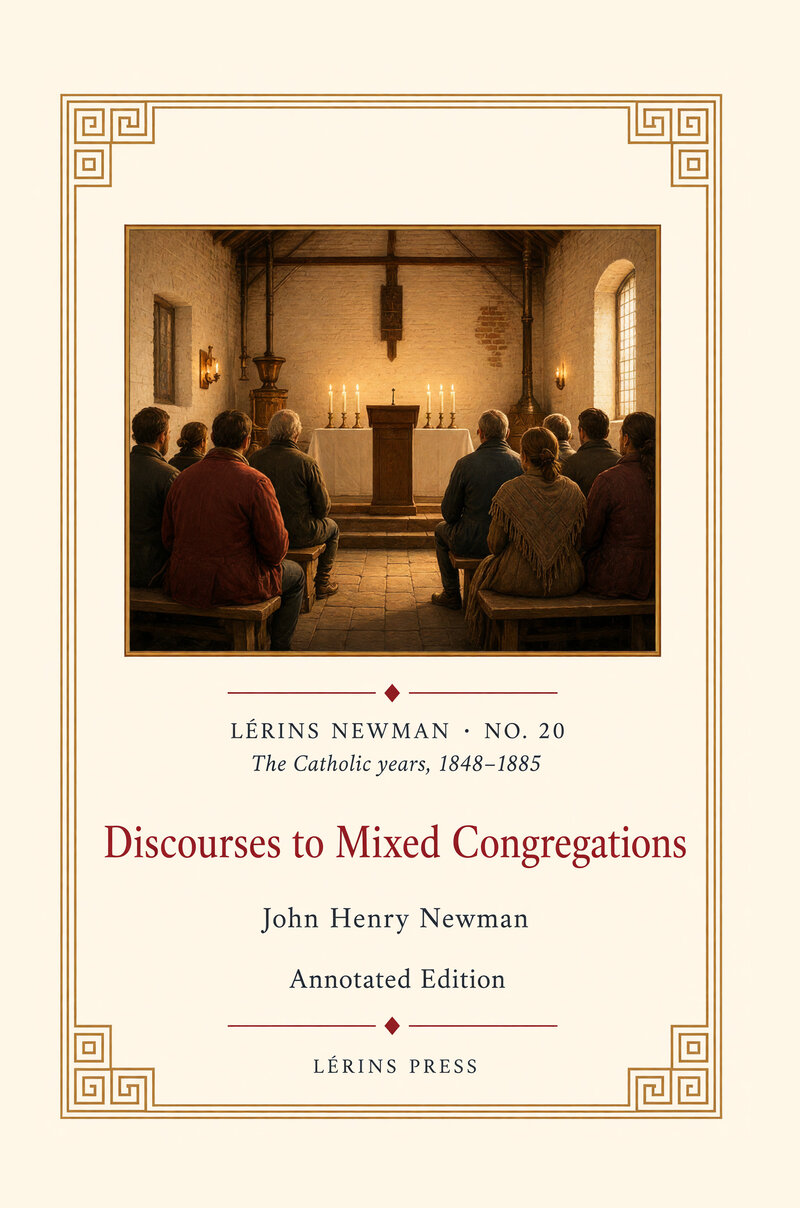 LÉRINS NEWMAN · NO. 20
The Catholic years, 1848–1885
Discourses to Mixed Congregations
John Henry Newman
Annotated Edition
LÉRINS PRESS